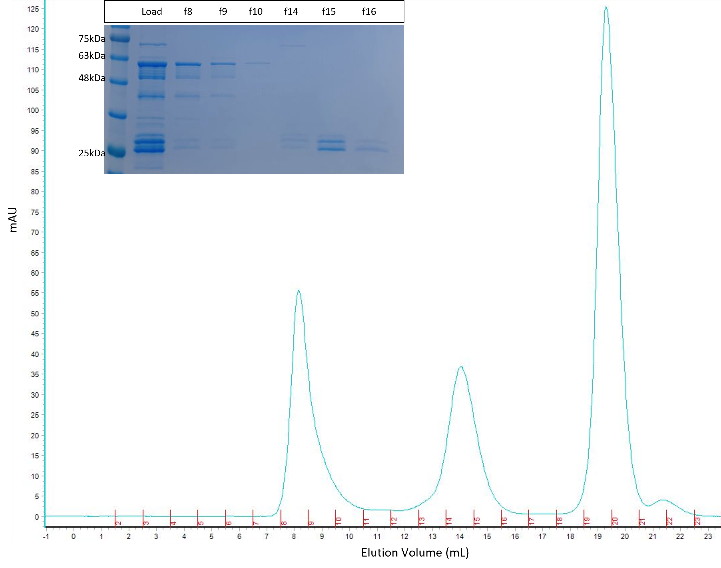 Load f8 f9 f10 f14 f15 f16
75kDa
63kDa
48kDa
25kDa
125
120
115
110
105
100
95
90
85
80
75
70
65
60
55
50
45
40
35
30
25
20
15
10
5
0
mAU
2 3 4 5 6 7 8 9 10 11 12 13 14 15 16 17 18 19 20 21 22 23
-1 0 1 2 3 4 5 6 7 8 9 10 11 12 13 14 15 16 17 18 19 20 21 22 23
Elution Volume (mL)